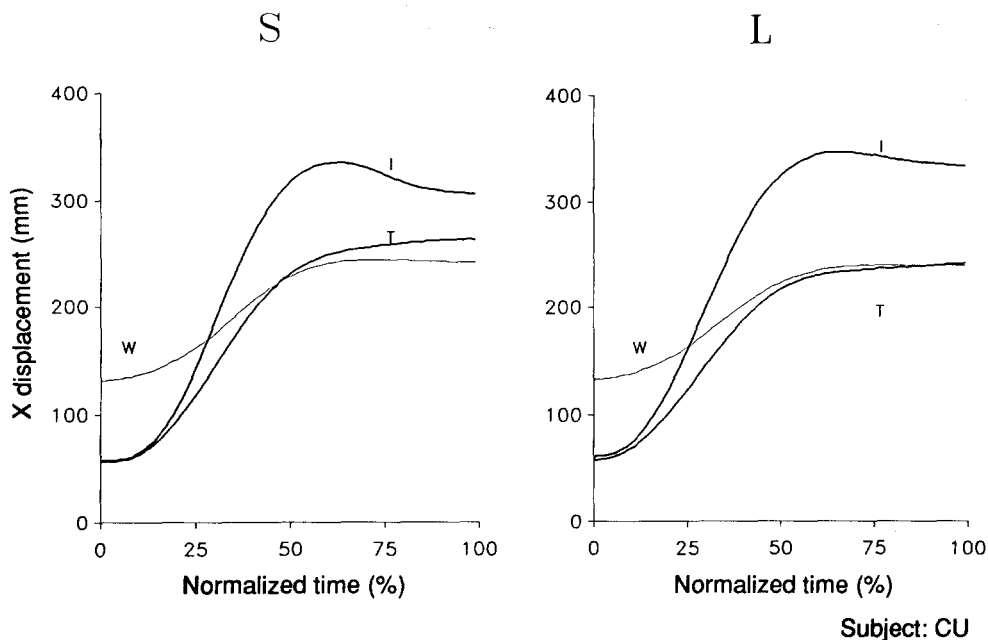 S
L
X displacement (mm)
400
300
200
100
0
I
T
W
0
25
50
75
100
Normalized time (%)
400
300
200
100
0
I
W
T
0
25
50
75
100
Normalized time (%)
Subject: CU